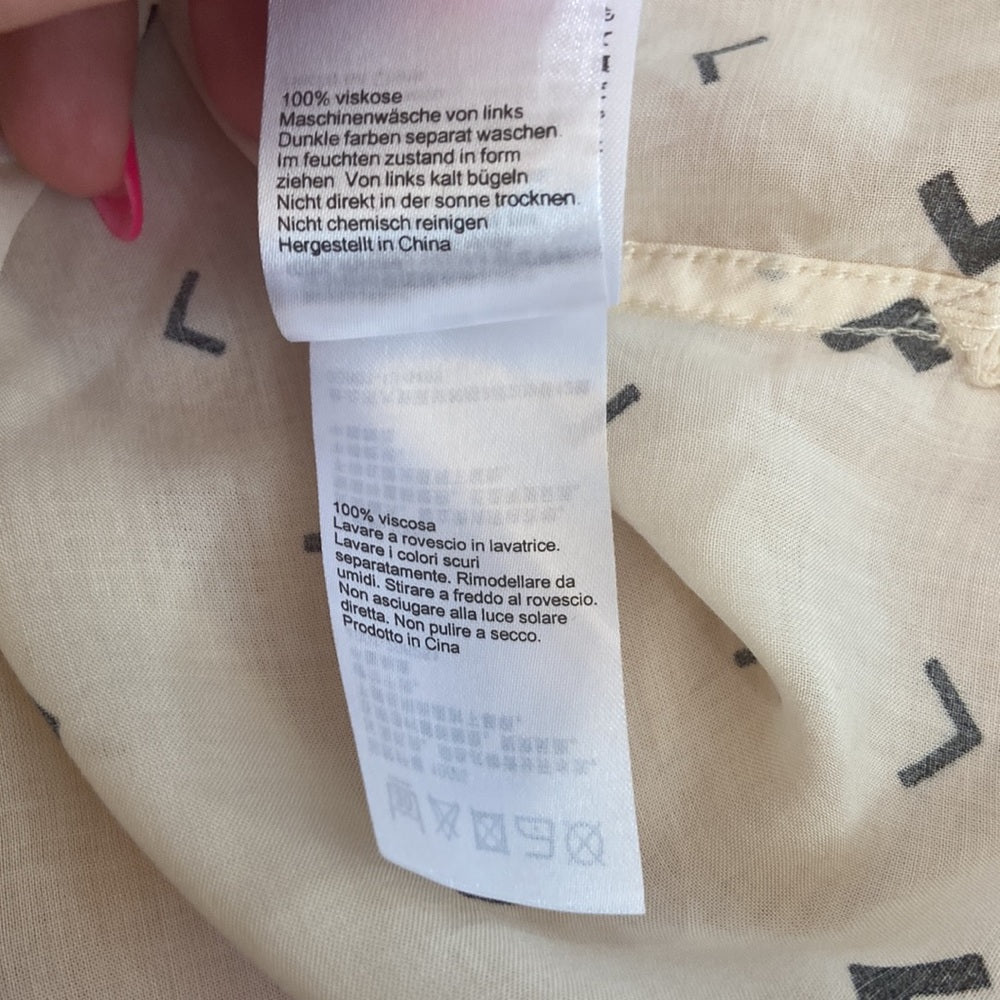 100% viskose
Maschinenwäsche von links
Dunkle farben separat waschen.
Im feuchten zustand in form
ziehen Von links kalt bügeln
Nicht direkt in der sonne trocknen.
Nicht chemisch reinigen
Hergestellt in China
100% viscosa
Lavare a rovescio in lavatrice.
Lavare i colori scuri
separatamente. Rimodellare da
umidi. Stirare a freddo al rovescio.
Non asciugare alla luce solare
diretta. Non pulire a secco.
Prodotto in Cina